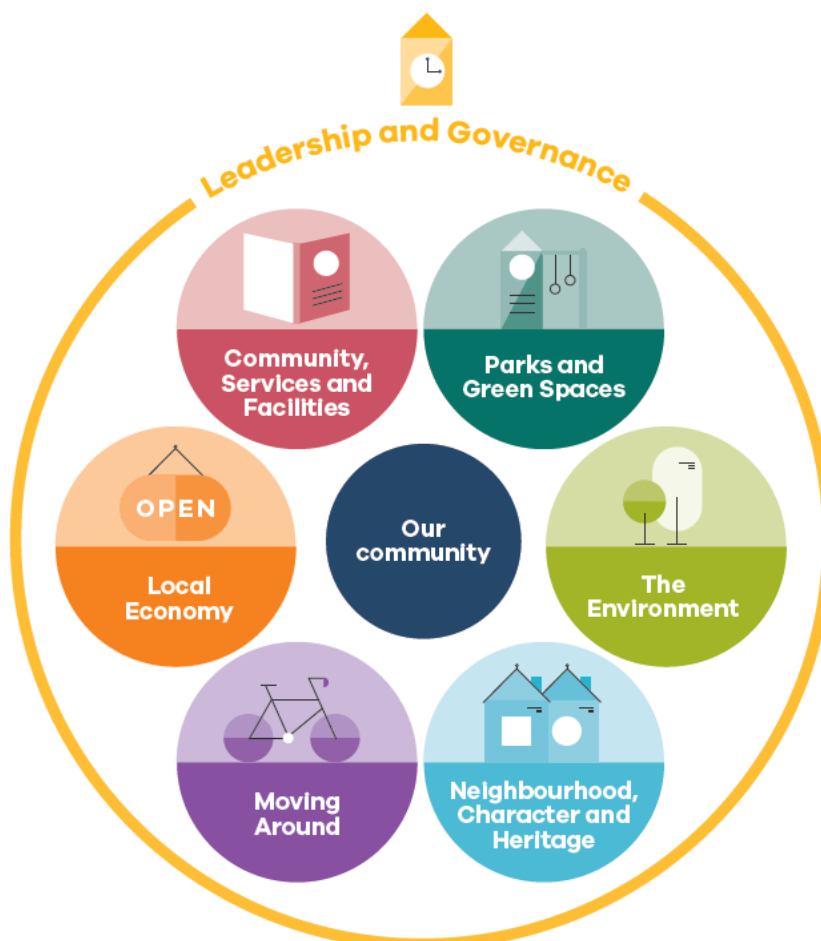 Leadership and Governance
Community,
Services and
Facilities
Parks and
Green Spaces
OPEN
Local
Economy
Our
community
The
Environment
Moving
Around
Neighbourhood,
Character and
Heritage